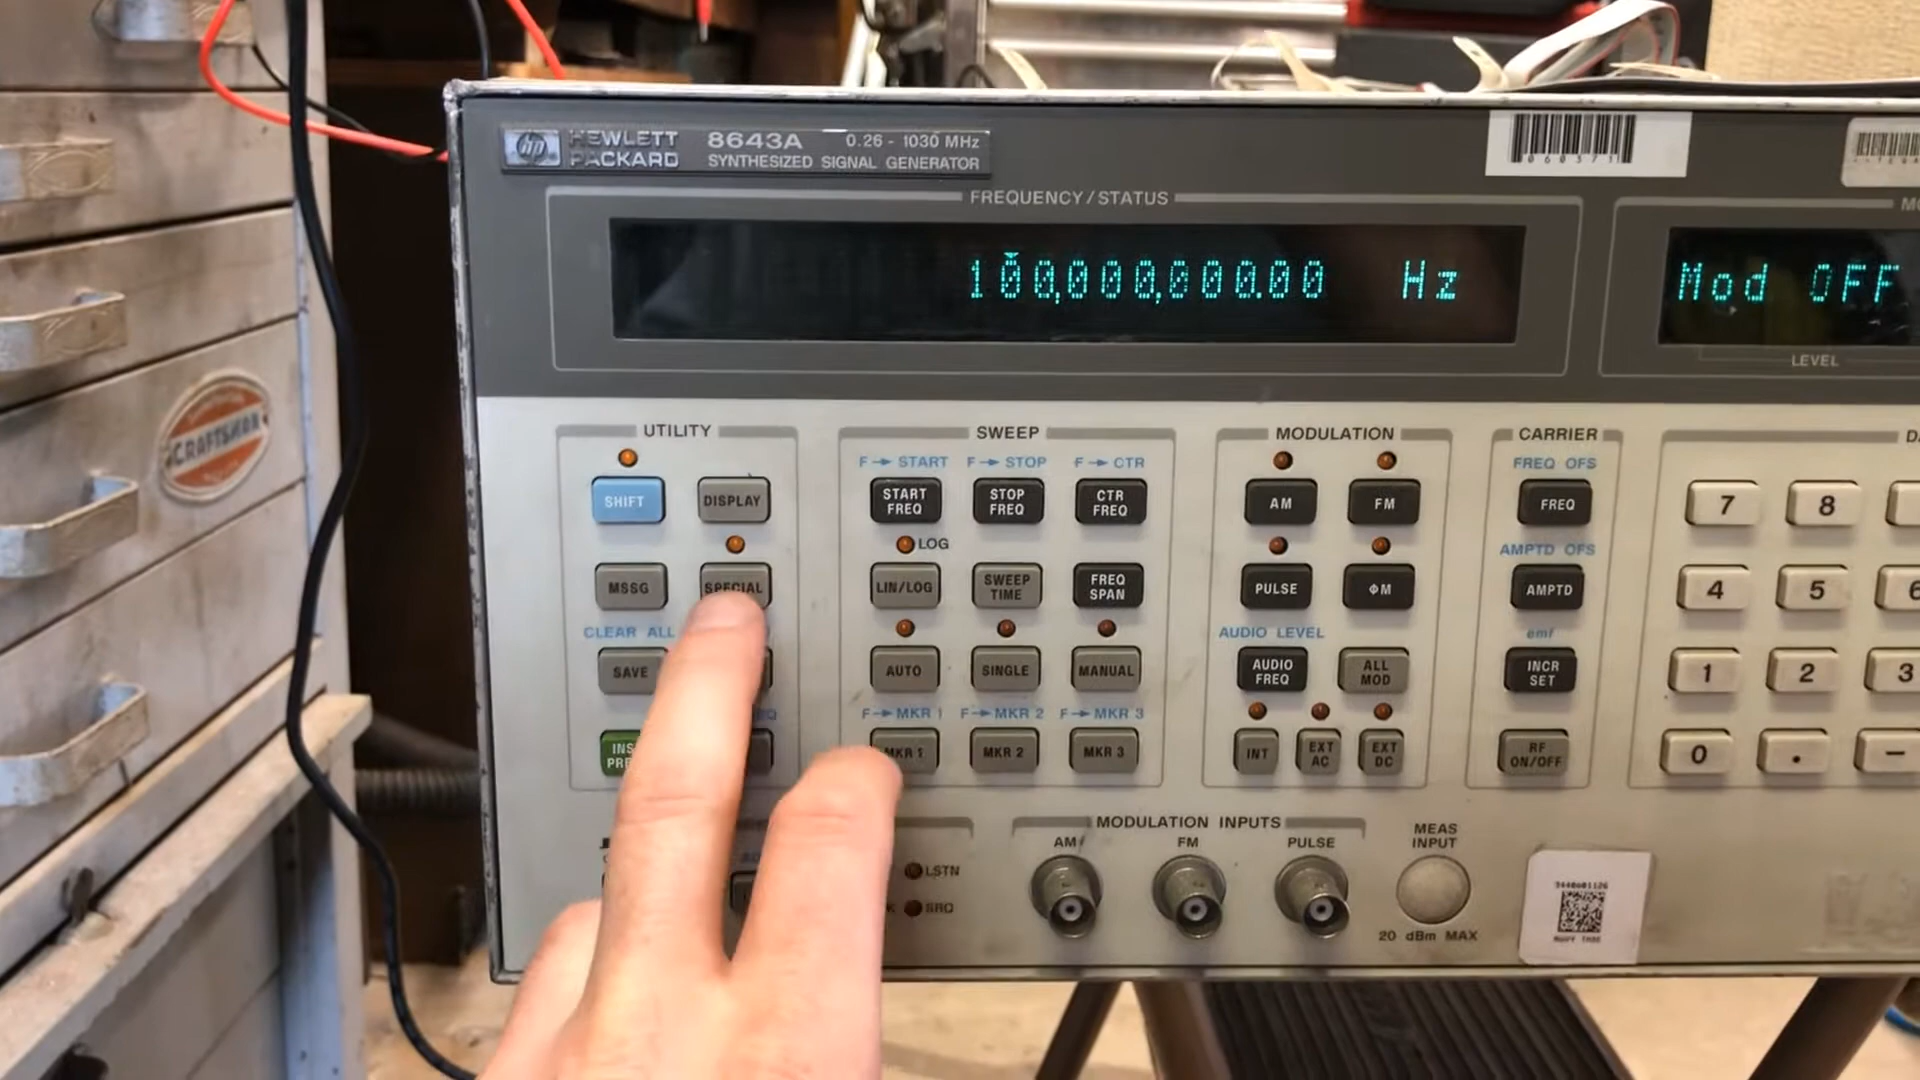 hp HEWLETT PACKARD 8643A 0.26 - 1030 MHz
SYNTHESIZED SIGNAL GENERATOR
FREQUENCY / STATUS
100,000,000.00 Hz
Mod OFF
LEVEL
CRAFTSMAN
UTILITY
SHIFT DISPLAY
MSSG SPECIAL
CLEAR ALL
SAVE
SWEEP
F→START F→STOP F→CTR
START FREQ STOP FREQ CTR FREQ
LOG
LIN/LOG SWEEP TIME FREQ SPAN
AUTO SINGLE MANUAL
F→MKR 1 F→MKR 2 F→MKR 3
MKR 1 MKR 2 MKR 3
MODULATION
AM FM
PULSE ΦM
AUDIO LEVEL
AUDIO FREQ ALL MOD
INT EXT AC EXT DC
CARRIER
FREQ OFS
FREQ
AMPTD OFS
AMPTD
emf
INCR SET
RF ON/OFF
7 8
4 5 6
1 2 3
0 . −
LSTN
SRQ
MODULATION INPUTS
AM FM PULSE
MEAS INPUT
20 dBm MAX